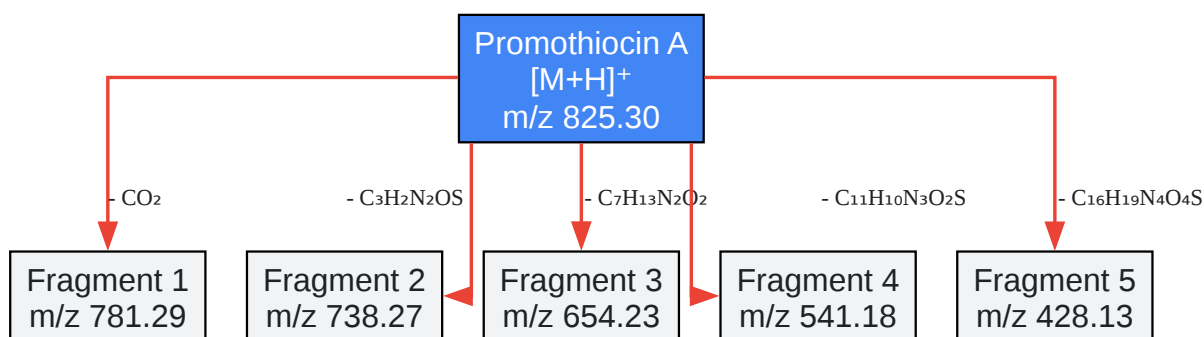 Promothiocin A
[M+H]⁺
m/z 825.30
- CO₂
- C₃H₂N₂OS
- C₇H₁₃N₂O₂
- C₁₁H₁₀N₃O₂S
- C₁₆H₁₉N₄O₄S
Fragment 1
m/z 781.29
Fragment 2
m/z 738.27
Fragment 3
m/z 654.23
Fragment 4
m/z 541.18
Fragment 5
m/z 428.13